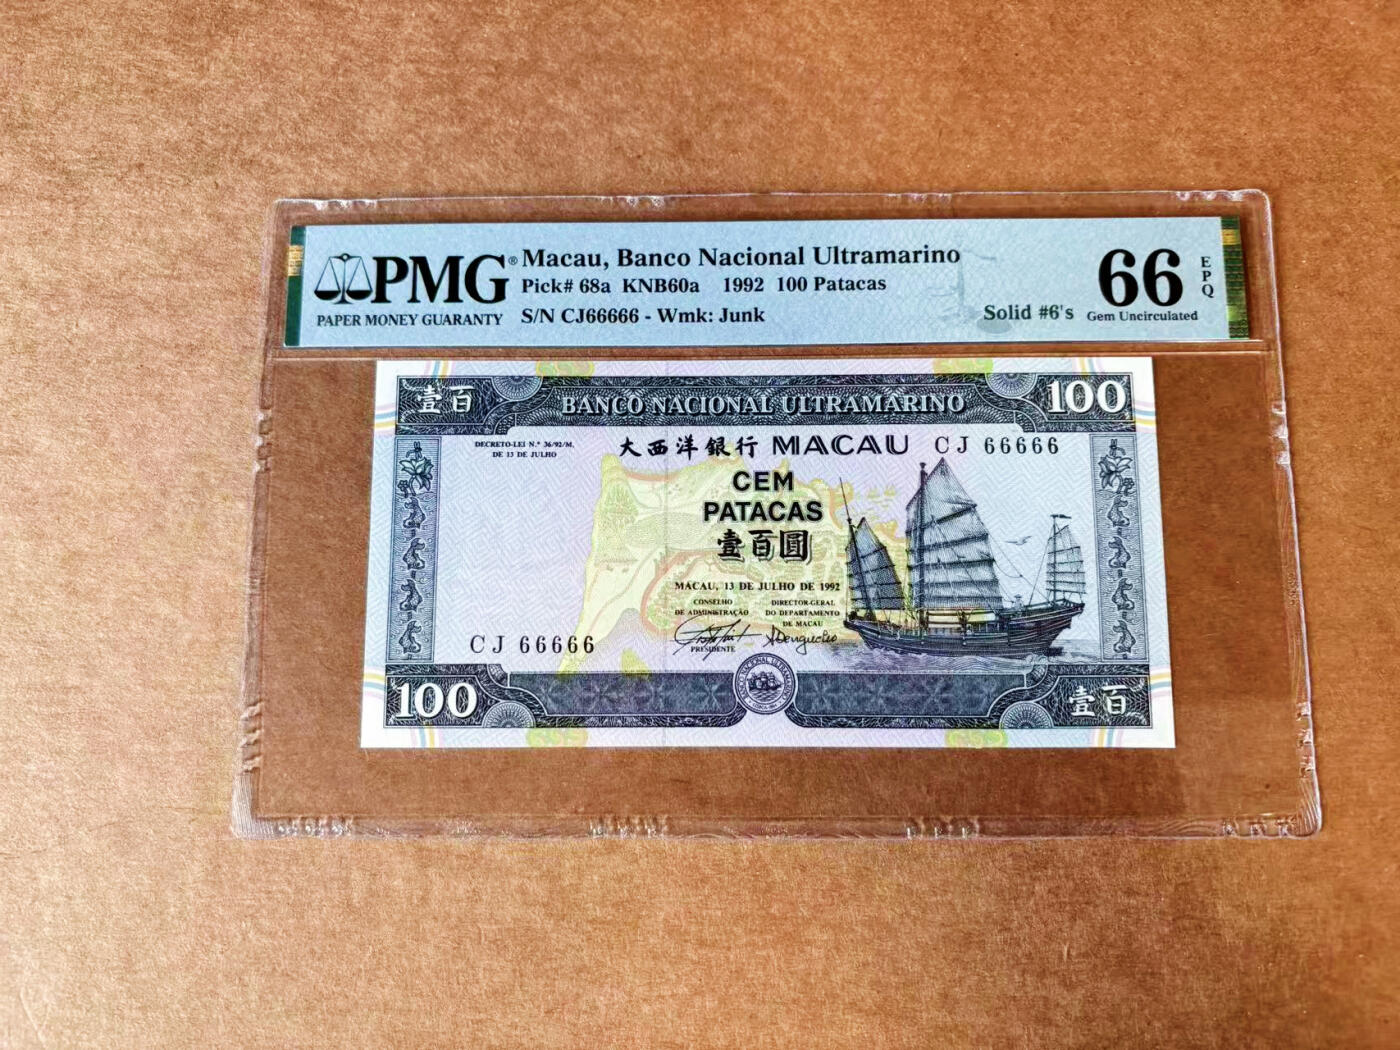 PMG®
PAPER MONEY GUARANTY
Macau, Banco Nacional Ultramarino
Pick# 68a KNB60a 1992 100 Patacas
S/N CJ66666 - Wmk: Junk
Solid #6's
66
EPQ
Gem Uncirculated
壹百
BANCO NACIONAL ULTRAMARINO
100
DECRETO-LEI N.º 36/92/M,
DE 13 DE JULHO
大西洋銀行 MACAU CJ 66666
CEM
PATACAS
壹百圓
MACAU, 13 DE JULHO DE 1992
CONSELHO
DE ADMINISTRAÇÃO
DIRECTOR-GERAL
DO DEPARTAMENTO
DE MACAU
PRESIDENTE
CJ 66666
100
壹百